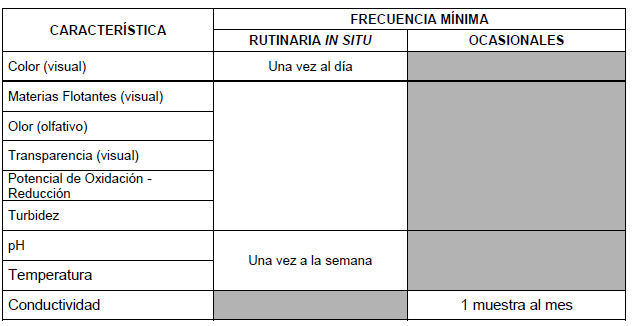 CARACTERÍSTICA
FRECUENCIA MÍNIMA
RUTINARIA IN SITU
OCASIONALES
Color (visual)
Una vez al día
Materias Flotantes (visual)
Olor (olfativo)
Transparencia (visual)
Potencial de Oxidación -
Reducción
Turbidez
pH
Una vez a la semana
Temperatura
Conductividad
1 muestra al mes